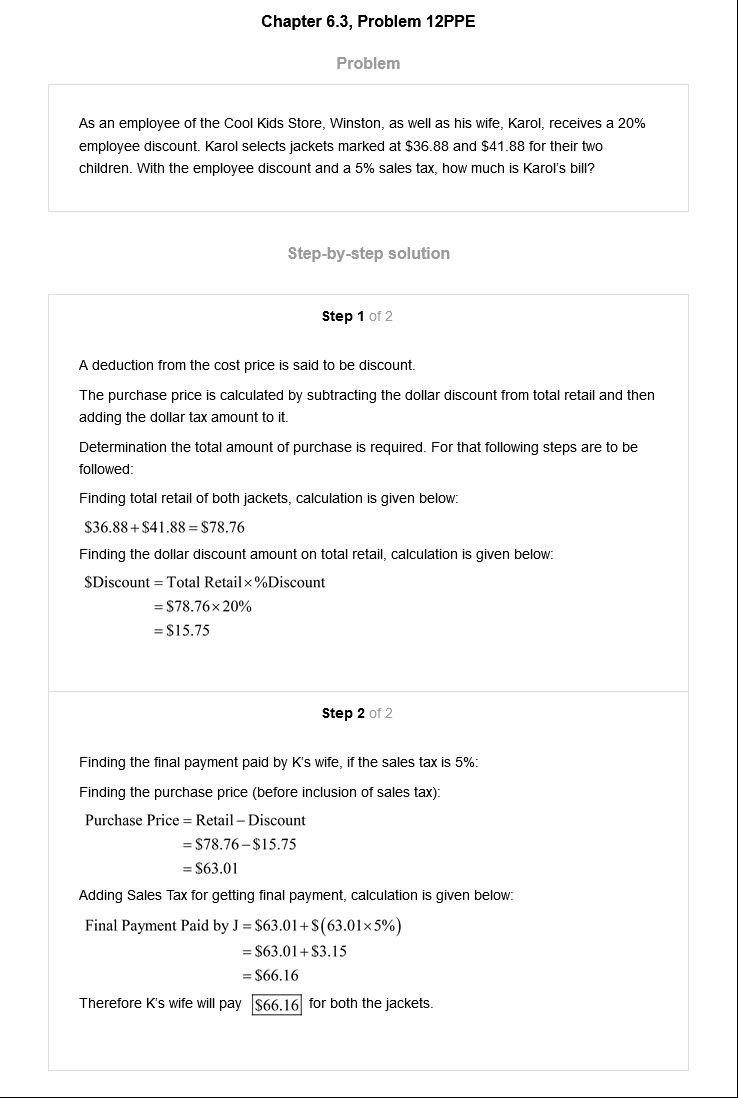 Chapter 6.3, Problem 12PPE
Problem
As an employee of the Cool Kids Store, Winston, as well as his wife, Karol, receives a 20%
employee discount. Karol selects jackets marked at $36.88 and $41.88 for their two
children. With the employee discount and a 5% sales tax, how much is Karol's bill?
Step-by-step solution
Step 1 of 2
A deduction from the cost price is said to be discount.
The purchase price is calculated by subtracting the dollar discount from total retail and then
adding the dollar tax amount to it.
Determination the total amount of purchase is required. For that following steps are to be
followed:
Finding total retail of both jackets, calculation is given below:
$36.88 + $41.88 = $78.76
Finding the dollar discount amount on total retail, calculation is given below:
$Discount = Total Retail × %Discount
= $78.76 × 20%
= $15.75
Step 2 of 2
Finding the final payment paid by K's wife, if the sales tax is 5%:
Finding the purchase price (before inclusion of sales tax):
Purchase Price = Retail − Discount
= $78.76 − $15.75
= $63.01
Adding Sales Tax for getting final payment, calculation is given below:
Final Payment Paid by J = $63.01 + $(63.01 × 5%)
= $63.01 + $3.15
= $66.16
Therefore K's wife will pay $66.16 for both the jackets.